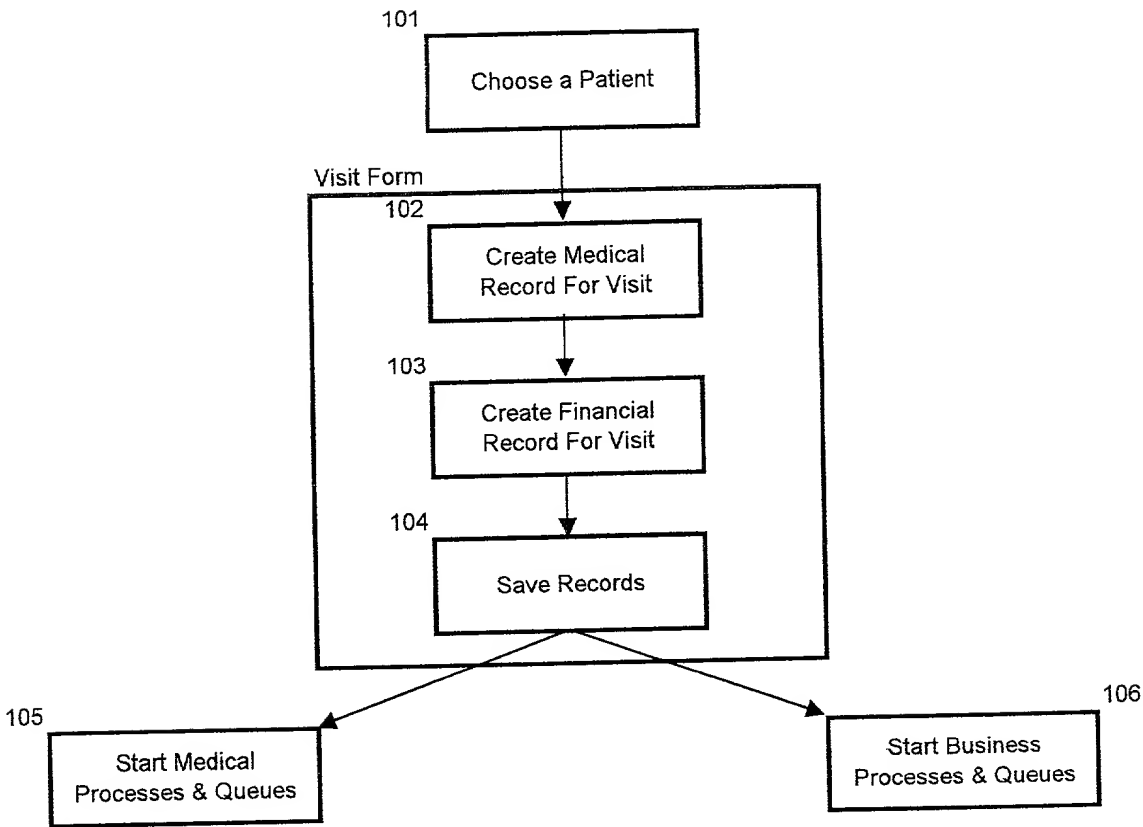 101
Choose a Patient
Visit Form
102
Create Medical
Record For Visit
103
Create Financial
Record For Visit
104
Save Records
105
Start Medical
Processes & Queues
106
Start Business
Processes & Queues